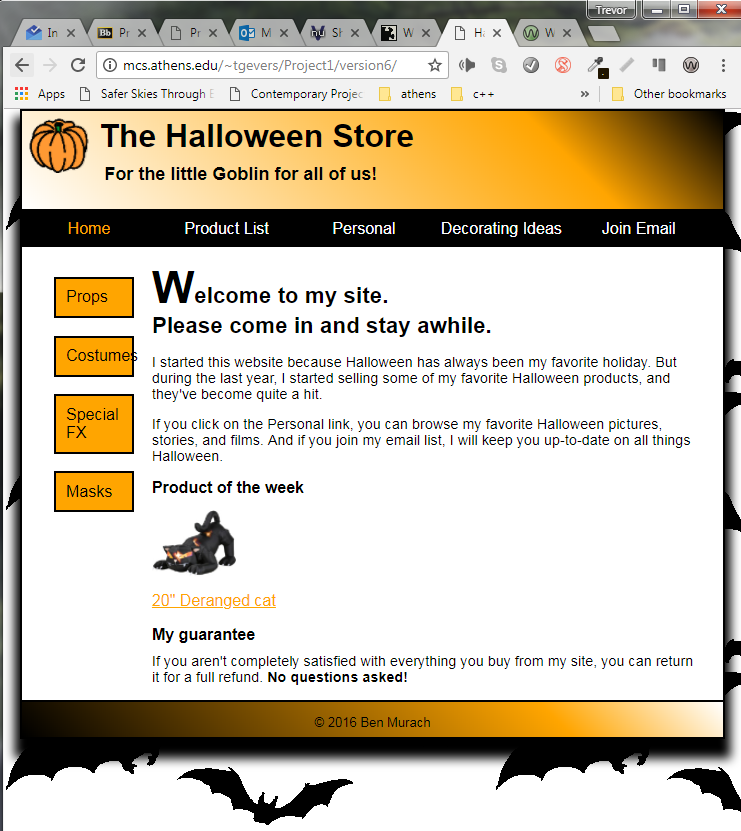 Trevor
In
Bb Pr
Pr
M
Sh
W
Ha
W
mcs.athens.edu/~tgevers/Project1/version6/
Apps
Safer Skies Through E
Contemporary Projec
athens
c++
»
Other bookmarks
The Halloween Store
For the little Goblin for all of us!
Home
Product List
Personal
Decorating Ideas
Join Email
Props
Costumes
Special
FX
Masks
Welcome to my site.
Please come in and stay awhile.
I started this website because Halloween has always been my favorite holiday. But
during the last year, I started selling some of my favorite Halloween products, and
they've become quite a hit.
If you click on the Personal link, you can browse my favorite Halloween pictures,
stories, and films. And if you join my email list, I will keep you up-to-date on all things
Halloween.
Product of the week
20" Deranged cat
My guarantee
If you aren't completely satisfied with everything you buy from my site, you can return
it for a full refund. No questions asked!
© 2016 Ben Murach